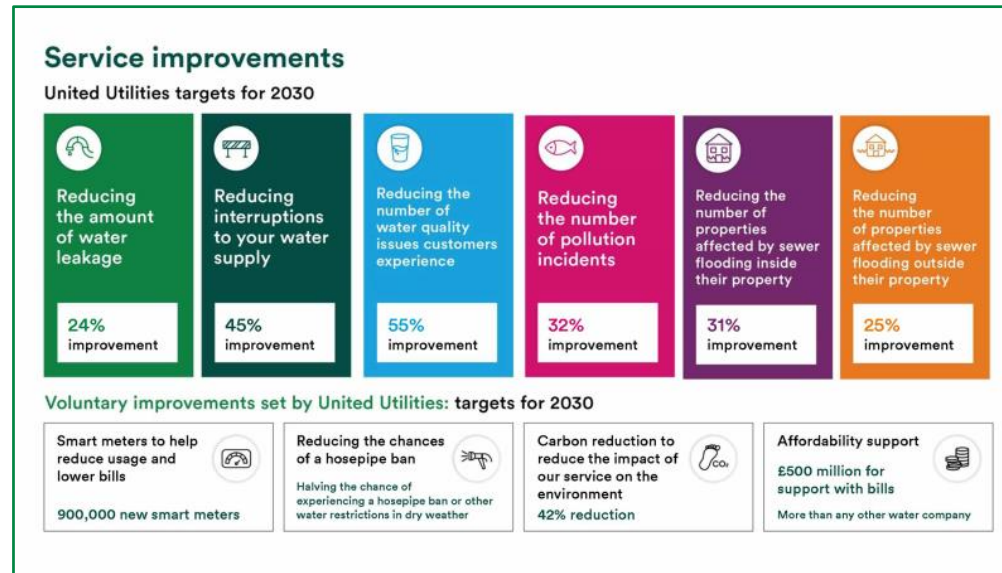 Service improvements
United Utilities targets for 2030
Reducing
the amount
of water
leakage
24%
improvement
Reducing
interruptions
to your water
supply
45%
improvement
Reducing the
number of
water quality
issues customers
experience
55%
improvement
Reducing
the number
of pollution
incidents
32%
improvement
Reducing the
number of
properties
affected by sewer
flooding inside
their property
31%
improvement
Reducing
the number
of properties
affected by sewer
flooding outside
their property
25%
improvement
Voluntary improvements set by United Utilities: targets for 2030
Smart meters to help
reduce usage and
lower bills
900,000 new smart meters
Reducing the chances
of a hosepipe ban
Halving the chance of
experiencing a hosepipe ban or other
water restrictions in dry weather
Carbon reduction to
reduce the impact of
our service on the
environment
42% reduction
CO₂
Affordability support
£500 million for
support with bills
More than any other water company